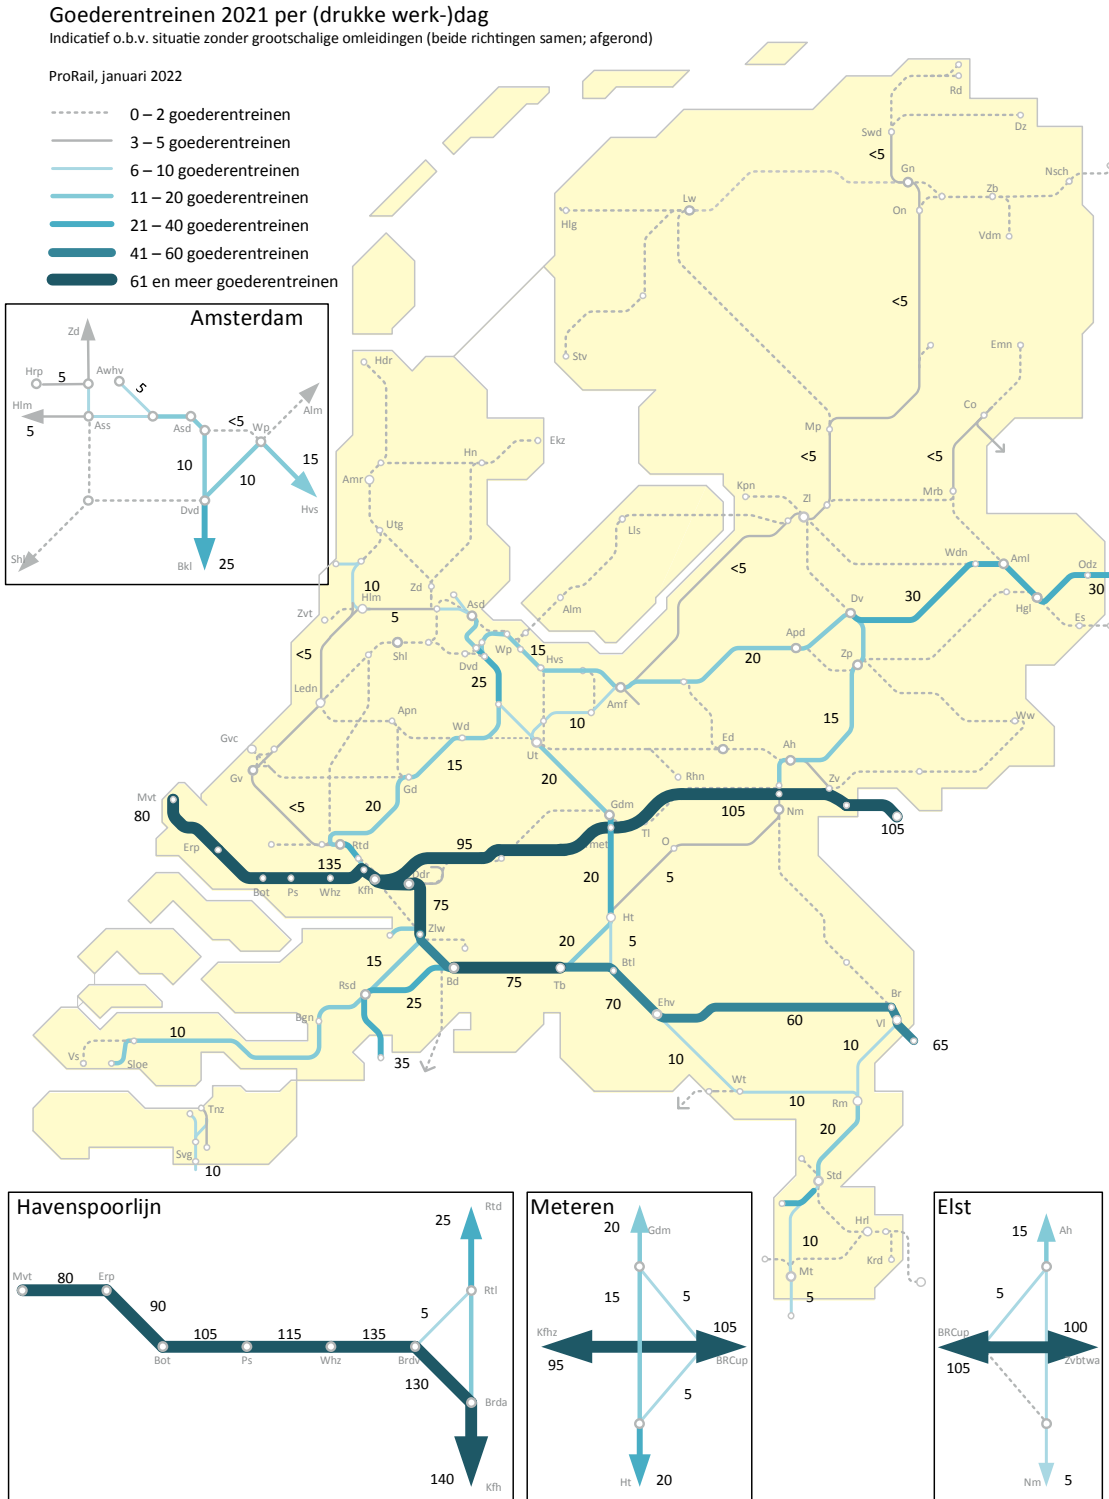 Goederentreinen 2021 per (drukke werk-)dag
Indicatief o.b.v. situatie zonder grootschalige omleidingen (beide richtingen samen; afgerond)
ProRail, januari 2022
0 – 2 goederentreinen
3 – 5 goederentreinen
6 – 10 goederentreinen
11 – 20 goederentreinen
21 – 40 goederentreinen
41 – 60 goederentreinen
61 en meer goederentreinen
Rd
Swd
Dz
<5
Gn
Nsch
Zb
Lw
On
Hlg
Vdm
<5
Stv
Emn
Co
Mp
<5
<5
Kpn
Zl
Mrb
Lls
Wdn
Aml
Odz
<5
30
30
Hgl
Es
Amsterdam
Zd
Hrp
5
Awhv
5
Hlm
5
Ass
Asd
<5
Wp
Alm
10
10
15
Dvd
Hvs
Shl
Bkl
25
Hdr
Ekz
Hn
Amr
Utg
10
Hlm
Zd
Zvt
5
Asd
Alm
Dv
Apd
Shl
Wp
15
<5
Dvd
Hvs
20
Zp
25
Ledn
Amf
Apn
10
15
Ww
Wd
Gvc
Ut
Ed
Ah
15
Gv
20
Rhn
Zv
Gd
Mvt
80
<5
20
Gdm
105
Nm
105
Tl
Rtd
95
met
O
Erp
135
Ddr
20
5
Bot
Ps
Whz
Kfh
75
Zlw
Ht
20
5
15
Btl
Rsd
25
Bd
75
Tb
70
Ehv
Br
60
Vl
Bgn
10
65
Vs
Sloe
35
10
10
Wt
10
Rm
Tnz
20
Svg
10
Std
Hrl
10
Krd
Mt
5
Havenspoorlijn
Rtd
25
Mvt
80
Erp
Rtl
90
5
105
115
135
Bot
Ps
Whz
Brdv
130
Brda
140
Kfh
Meteren
20
Gdm
15
5
Kfhz
105
95
BRCup
5
Ht
20
Elst
15
Ah
5
BRCup
100
105
Zvbtwa
Nm
5